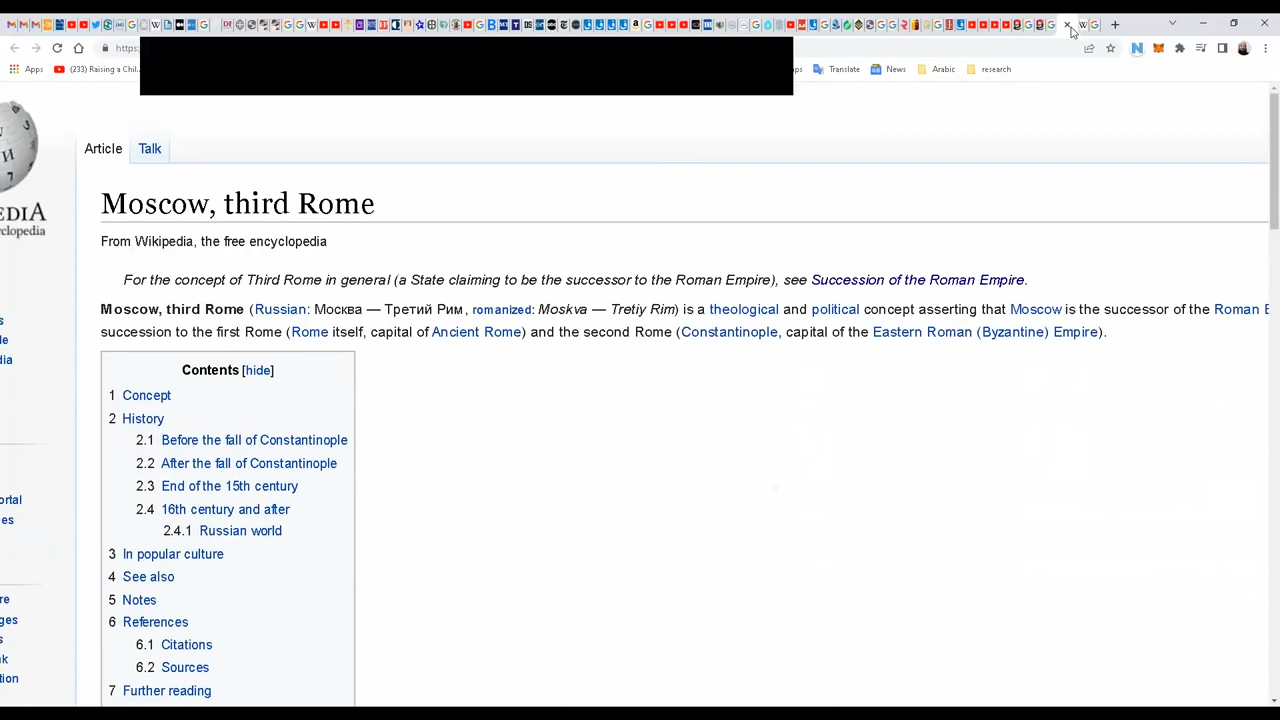 https:
Apps
(233) Raising a Chil...
aps
Translate
News
Arabic
research
Article
Talk
Moscow, third Rome
From Wikipedia, the free encyclopedia
For the concept of Third Rome in general (a State claiming to be the successor to the Roman Empire), see Succession of the Roman Empire.
Moscow, third Rome (Russian: Москва — Третий Рим, romanized: Moskva — Tretiy Rim) is a theological and political concept asserting that Moscow is the successor of the Roman E
succession to the first Rome (Rome itself, capital of Ancient Rome) and the second Rome (Constantinople, capital of the Eastern Roman (Byzantine) Empire).
Contents [hide]
1 Concept
2 History
2.1 Before the fall of Constantinople
2.2 After the fall of Constantinople
2.3 End of the 15th century
2.4 16th century and after
2.4.1 Russian world
3 In popular culture
4 See also
5 Notes
6 References
6.1 Citations
6.2 Sources
7 Further reading